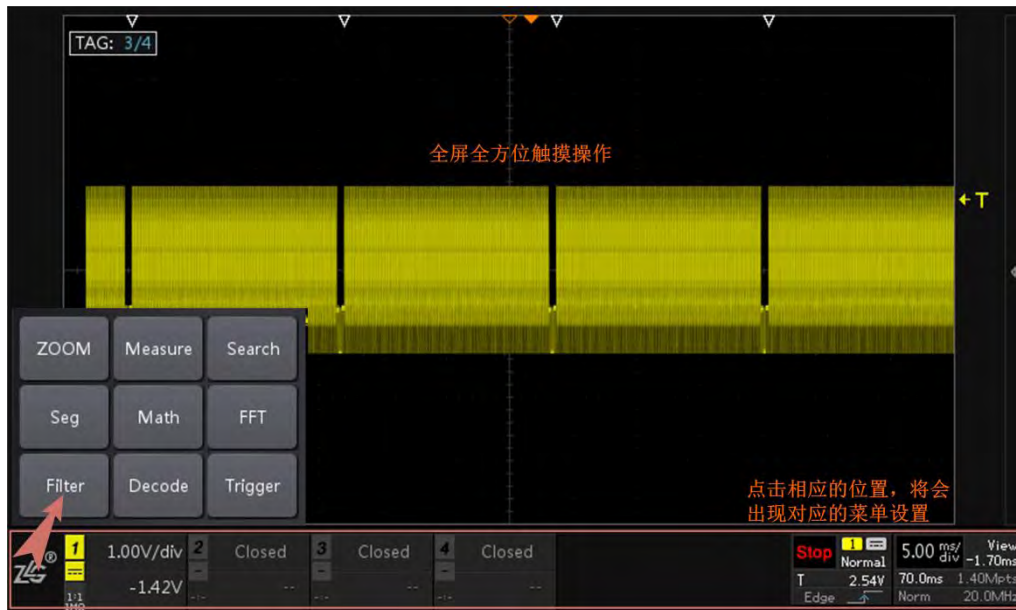 TAG: 3/4
全屏全方位触摸操作
T
ZOOM Measure Search
Seg Math FFT
Filter Decode Trigger
点击相应的位置，将会
出现对应的菜单设置
ZLG®
1 1.00V/div 2 Closed 3 Closed 4 Closed
-1.42V -- -- --
1:1
1MΩ
Stop 1 Normal 5.00 ms/div View -1.70ms
T 2.54V 70.0ms 1.40Mpts
Edge Norm 20.0MHz